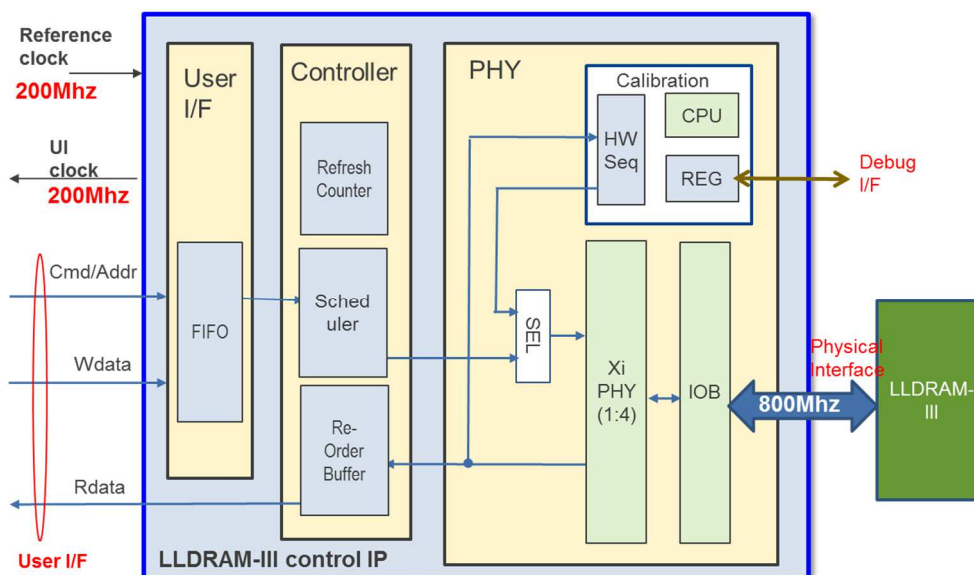 Reference
clock
200Mhz
UI
clock
200Mhz
Cmd/Addr
Wdata
Rdata
User I/F
User
I/F
FIFO
Controller
Refresh
Counter
Sched
uler
Re-
Order
Buffer
LLDRAM-III control IP
PHY
Calibration
HW
Seq
CPU
REG
SEL
Xi
PHY
(1:4)
IOB
Debug
I/F
Physical
Interface
800Mhz
LLDRAM-
III